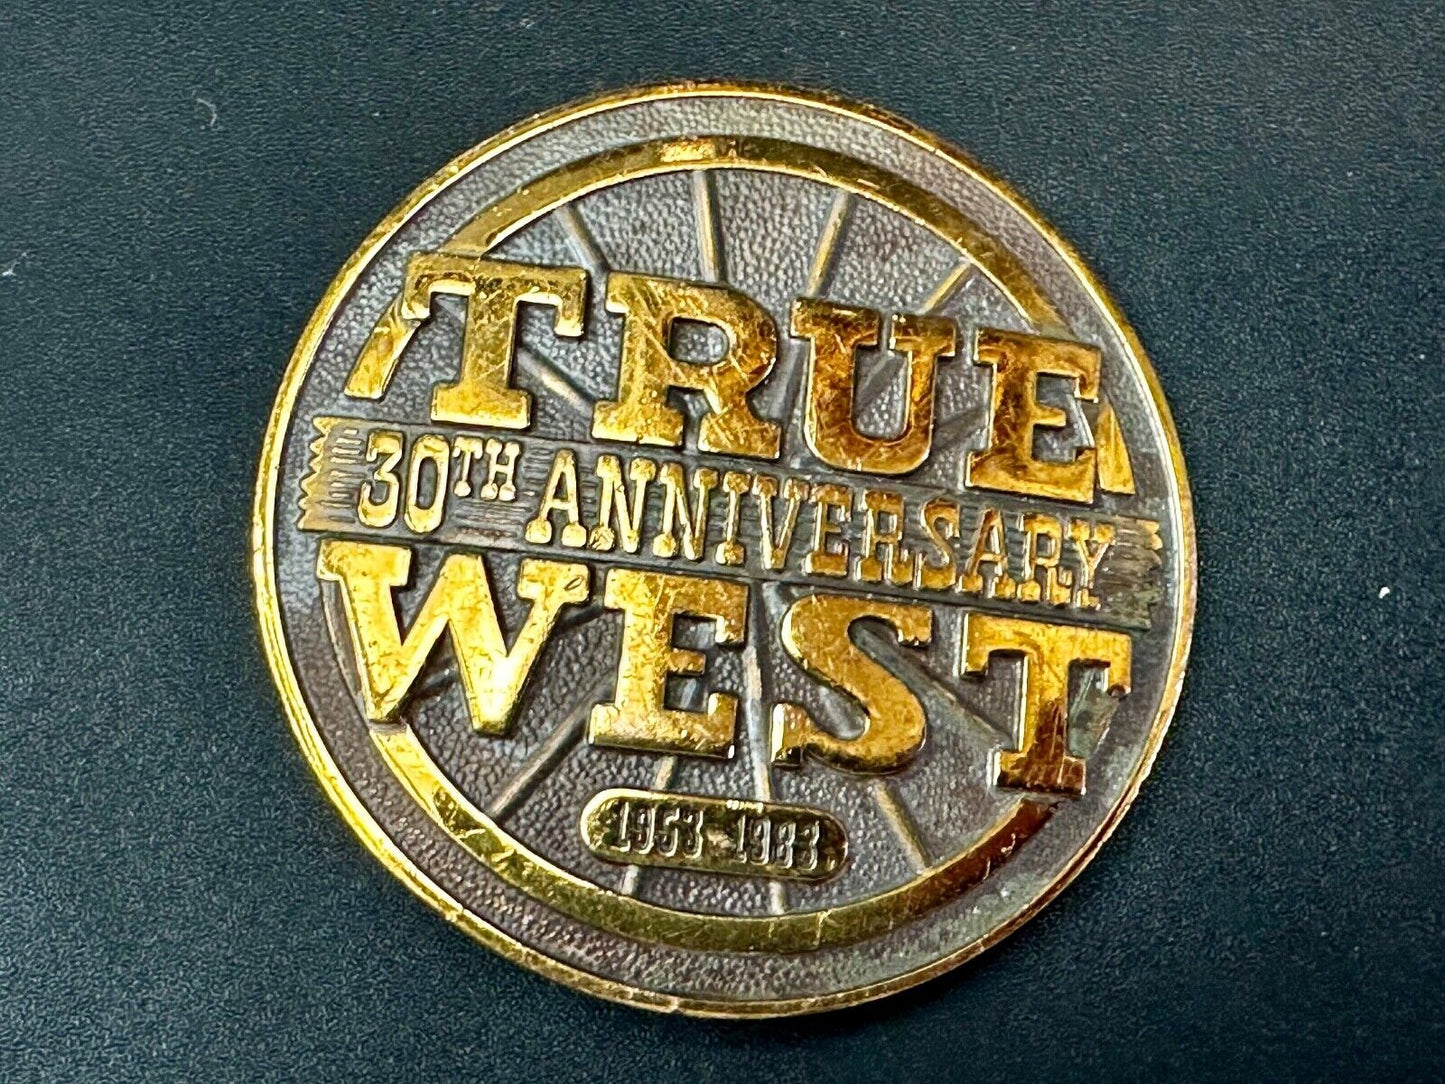 TRUE
30TH ANNIVERSARY
WEST
1953-1983